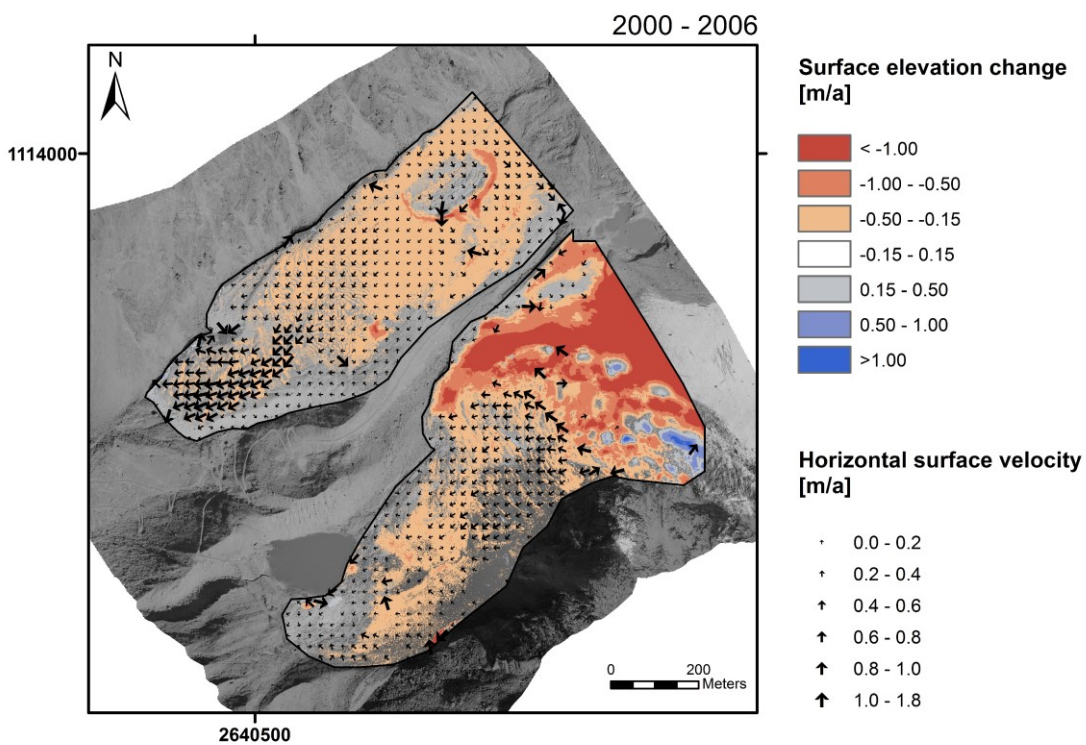 2000 - 2006
N
1114000
2640500
0 200
Meters
Surface elevation change
[m/a]
< -1.00
-1.00 - -0.50
-0.50 - -0.15
-0.15 - 0.15
0.15 - 0.50
0.50 - 1.00
>1.00
Horizontal surface velocity
[m/a]
0.0 - 0.2
0.2 - 0.4
0.4 - 0.6
0.6 - 0.8
0.8 - 1.0
1.0 - 1.8